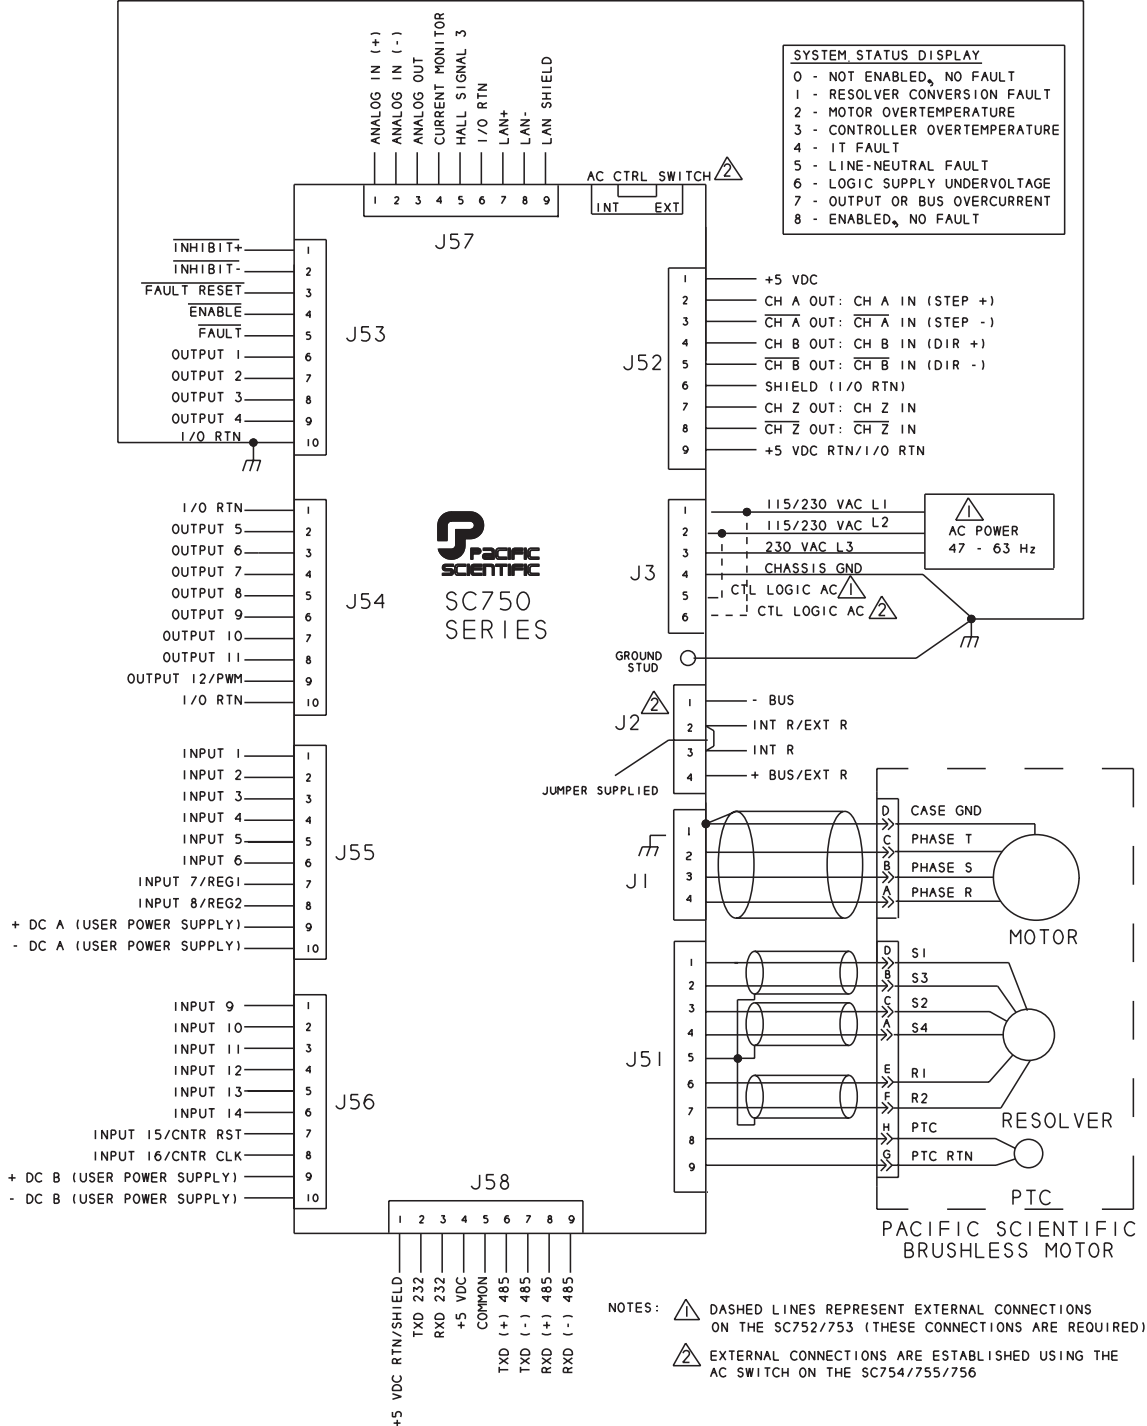 ANALOG IN (+)
ANALOG IN (-)
ANALOG OUT
CURRENT MONITOR
HALL SIGNAL 3
I/O RTN
LAN+
LAN-
LAN SHIELD
1 2 3 4 5 6 7 8 9
J57
AC CTRL SWITCH 2
INT EXT
SYSTEM STATUS DISPLAY
0 - NOT ENABLED, NO FAULT
1 - RESOLVER CONVERSION FAULT
2 - MOTOR OVERTEMPERATURE
3 - CONTROLLER OVERTEMPERATURE
4 - IT FAULT
5 - LINE-NEUTRAL FAULT
6 - LOGIC SUPPLY UNDERVOLTAGE
7 - OUTPUT OR BUS OVERCURRENT
8 - ENABLED, NO FAULT
INHIBIT+ 1
INHIBIT- 2
FAULT RESET 3
ENABLE 4
FAULT 5
OUTPUT 1 6
OUTPUT 2 7
OUTPUT 3 8
OUTPUT 4 9
I/O RTN 10
J53
J52
1 +5 VDC
2 CH A OUT: CH A IN (STEP +)
3 CH A OUT: CH A IN (STEP -)
4 CH B OUT: CH B IN (DIR +)
5 CH B OUT: CH B IN (DIR -)
6 SHIELD (I/O RTN)
7 CH Z OUT: CH Z IN
8 CH Z OUT: CH Z IN
9 +5 VDC RTN/I/O RTN
I/O RTN 1
OUTPUT 5 2
OUTPUT 6 3
OUTPUT 7 4
OUTPUT 8 5
OUTPUT 9 6
OUTPUT 10 7
OUTPUT 11 8
OUTPUT 12/PWM 9
I/O RTN 10
J54
PACIFIC
SCIENTIFIC
SC750
SERIES
J3
1 115/230 VAC L1
2 115/230 VAC L2
3 230 VAC L3
4 CHASSIS GND
5 CTL LOGIC AC 1
6 CTL LOGIC AC 2
1
AC POWER
47 - 63 Hz
GROUND
STUD
J2 2
1 - BUS
2 INT R/EXT R
3 INT R
4 + BUS/EXT R
JUMPER SUPPLIED
INPUT 1 1
INPUT 2 2
INPUT 3 3
INPUT 4 4
INPUT 5 5
INPUT 6 6
INPUT 7/REG1 7
INPUT 8/REG2 8
+ DC A (USER POWER SUPPLY) 9
- DC A (USER POWER SUPPLY) 10
J55
J1
1 D CASE GND
2 C PHASE T
3 B PHASE S
4 A PHASE R
MOTOR
INPUT 9 1
INPUT 10 2
INPUT 11 3
INPUT 12 4
INPUT 13 5
INPUT 14 6
INPUT 15/CNTR RST 7
INPUT 16/CNTR CLK 8
+ DC B (USER POWER SUPPLY) 9
- DC B (USER POWER SUPPLY) 10
J56
J51
1 D S1
2 B S3
3 C S2
4 A S4
5
6 E R1
7 F R2
8 H PTC
9 G PTC RTN
RESOLVER
PTC
PACIFIC SCIENTIFIC
BRUSHLESS MOTOR
J58
1 2 3 4 5 6 7 8 9
+5 VDC RTN/SHIELD
TXD 232
RXD 232
+5 VDC
COMMON
TXD (+) 485
TXD (-) 485
RXD (+) 485
RXD (-) 485
NOTES: 1 DASHED LINES REPRESENT EXTERNAL CONNECTIONS
ON THE SC752/753 (THESE CONNECTIONS ARE REQUIRED)
2 EXTERNAL CONNECTIONS ARE ESTABLISHED USING THE
AC SWITCH ON THE SC754/755/756